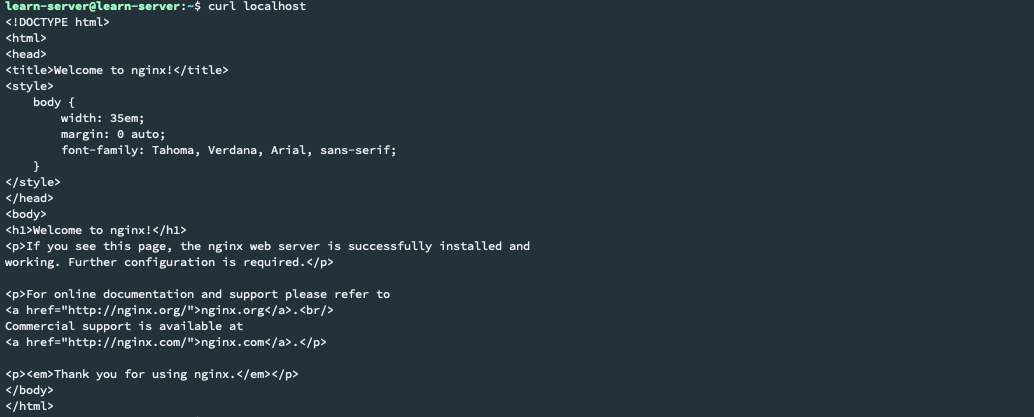 learn-server@learn-server:~$ curl localhost
<!DOCTYPE html>
<html>
<head>
<title>Welcome to nginx!</title>
<style>
    body {
        width: 35em;
        margin: 0 auto;
        font-family: Tahoma, Verdana, Arial, sans-serif;
    }
</style>
</head>
<body>
<h1>Welcome to nginx!</h1>
<p>If you see this page, the nginx web server is successfully installed and
working. Further configuration is required.</p>

<p>For online documentation and support please refer to
<a href="http://nginx.org/">nginx.org</a>.<br/>
Commercial support is available at
<a href="http://nginx.com/">nginx.com</a>.</p>

<p><em>Thank you for using nginx.</em></p>
</body>
</html>